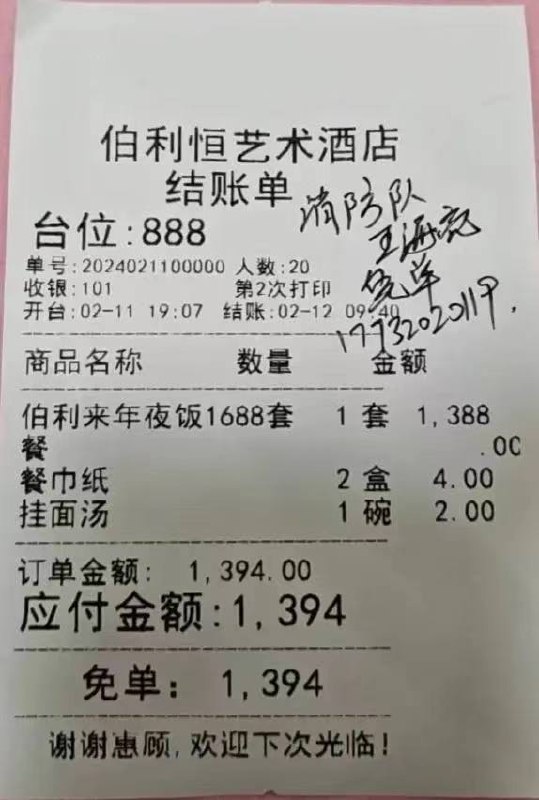 伯利恒艺术酒店
结账单
消防队
台位:888
王海亮
单号:2024021100000 人数:20
免单
收银:101 第2次打印
开台:02-11 19:07 结账:02-12 09:40
商品名称 数量 金额
伯利来年夜饭1688套 1 套 1,388
餐 .00
餐巾纸 2 盒 4.00
挂面汤 1 碗 2.00
订单金额: 1,394.00
应付金额:1,394
免单: 1,394
谢谢惠顾,欢迎下次光临!